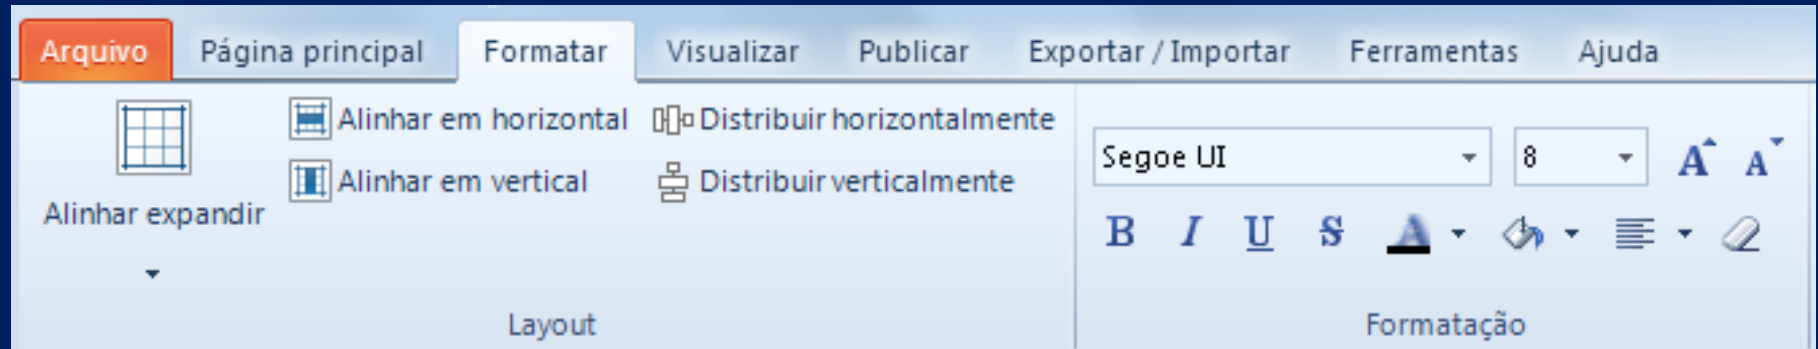 Arquivo Página principal Formatar Visualizar Publicar Exportar / Importar Ferramentas Ajuda
Alinhar expandir
Alinhar em horizontal
Alinhar em vertical
Distribuir horizontalmente
Distribuir verticalmente
Layout
Segoe UI 8 A A
B I U S A
Formatação